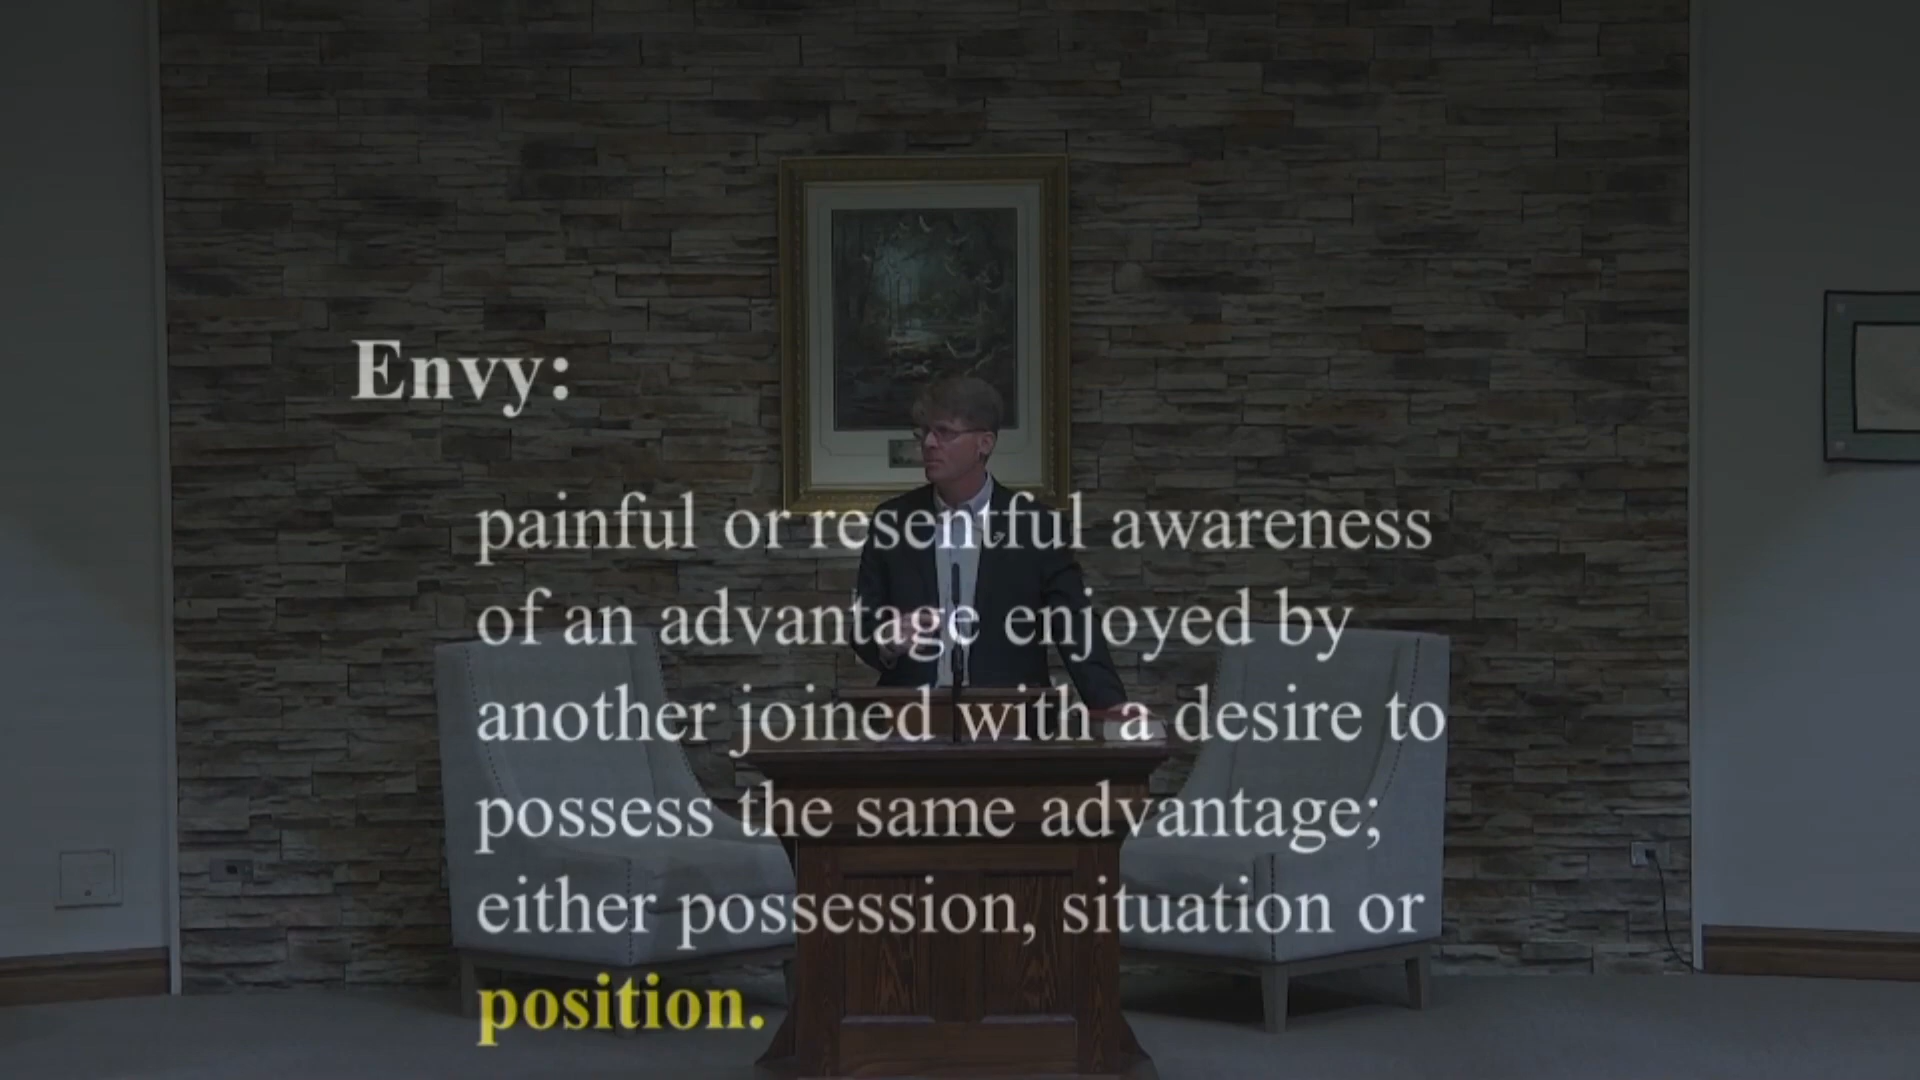 Envy:
painful or resentful awareness
of an advantage enjoyed by
another joined with a desire to
possess the same advantage;
either possession, situation or
position.